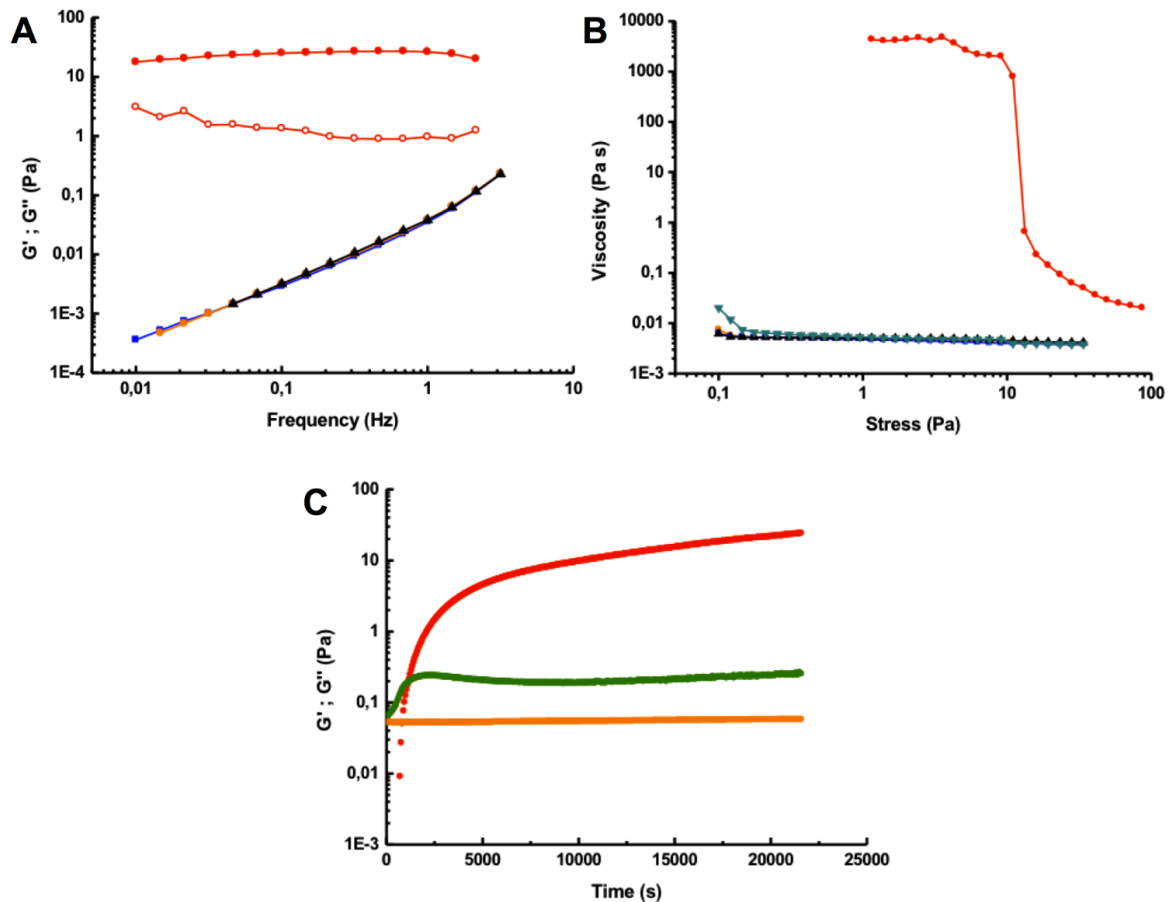 A
100
10
1
0,1
0,01
1E-3
1E-4
G' ; G'' (Pa)
0,01
0,1
1
10
Frequency (Hz)
B
10000
1000
100
10
1
0,1
0,01
1E-3
Viscosity (Pa s)
0,1
1
10
100
Stress (Pa)
C
100
10
1
0,1
0,01
1E-3
G' ; G'' (Pa)
0
5000
10000
15000
20000
25000
Time (s)